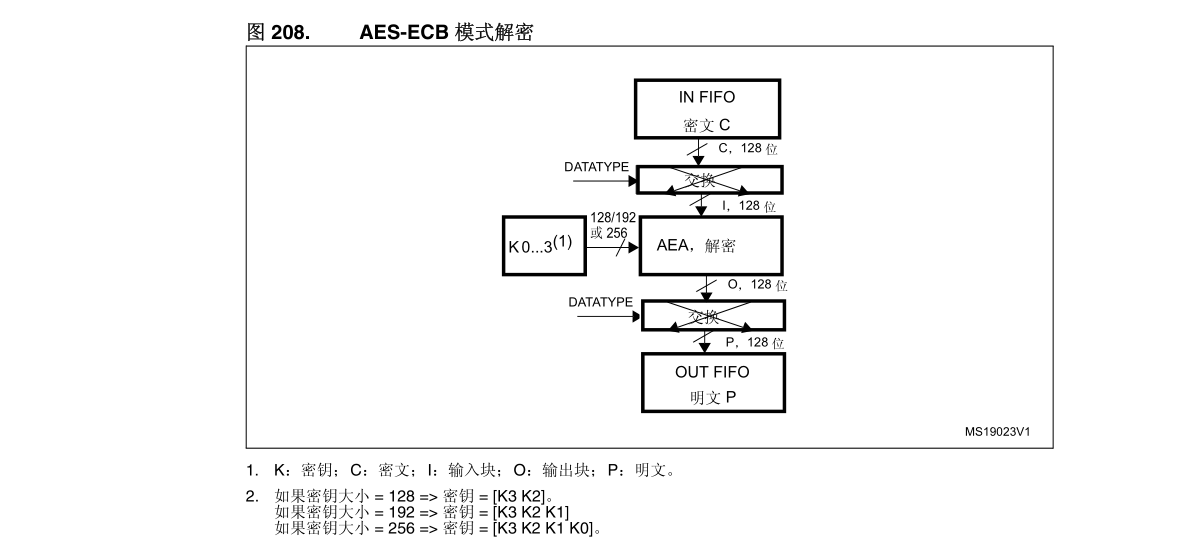 图 208. AES-ECB 模式解密
IN FIFO
密文 C
C，128 位
DATATYPE
交换
I，128 位
128/192
或 256
K 0...3(1)
AEA，解密
O，128 位
DATATYPE
交换
P，128 位
OUT FIFO
明文 P
MS19023V1
1. K：密钥；C：密文；I：输入块；O：输出块；P：明文。
2. 如果密钥大小 = 128 => 密钥 = [K3 K2]。
如果密钥大小 = 192 => 密钥 = [K3 K2 K1]
如果密钥大小 = 256 => 密钥 = [K3 K2 K1 K0]。